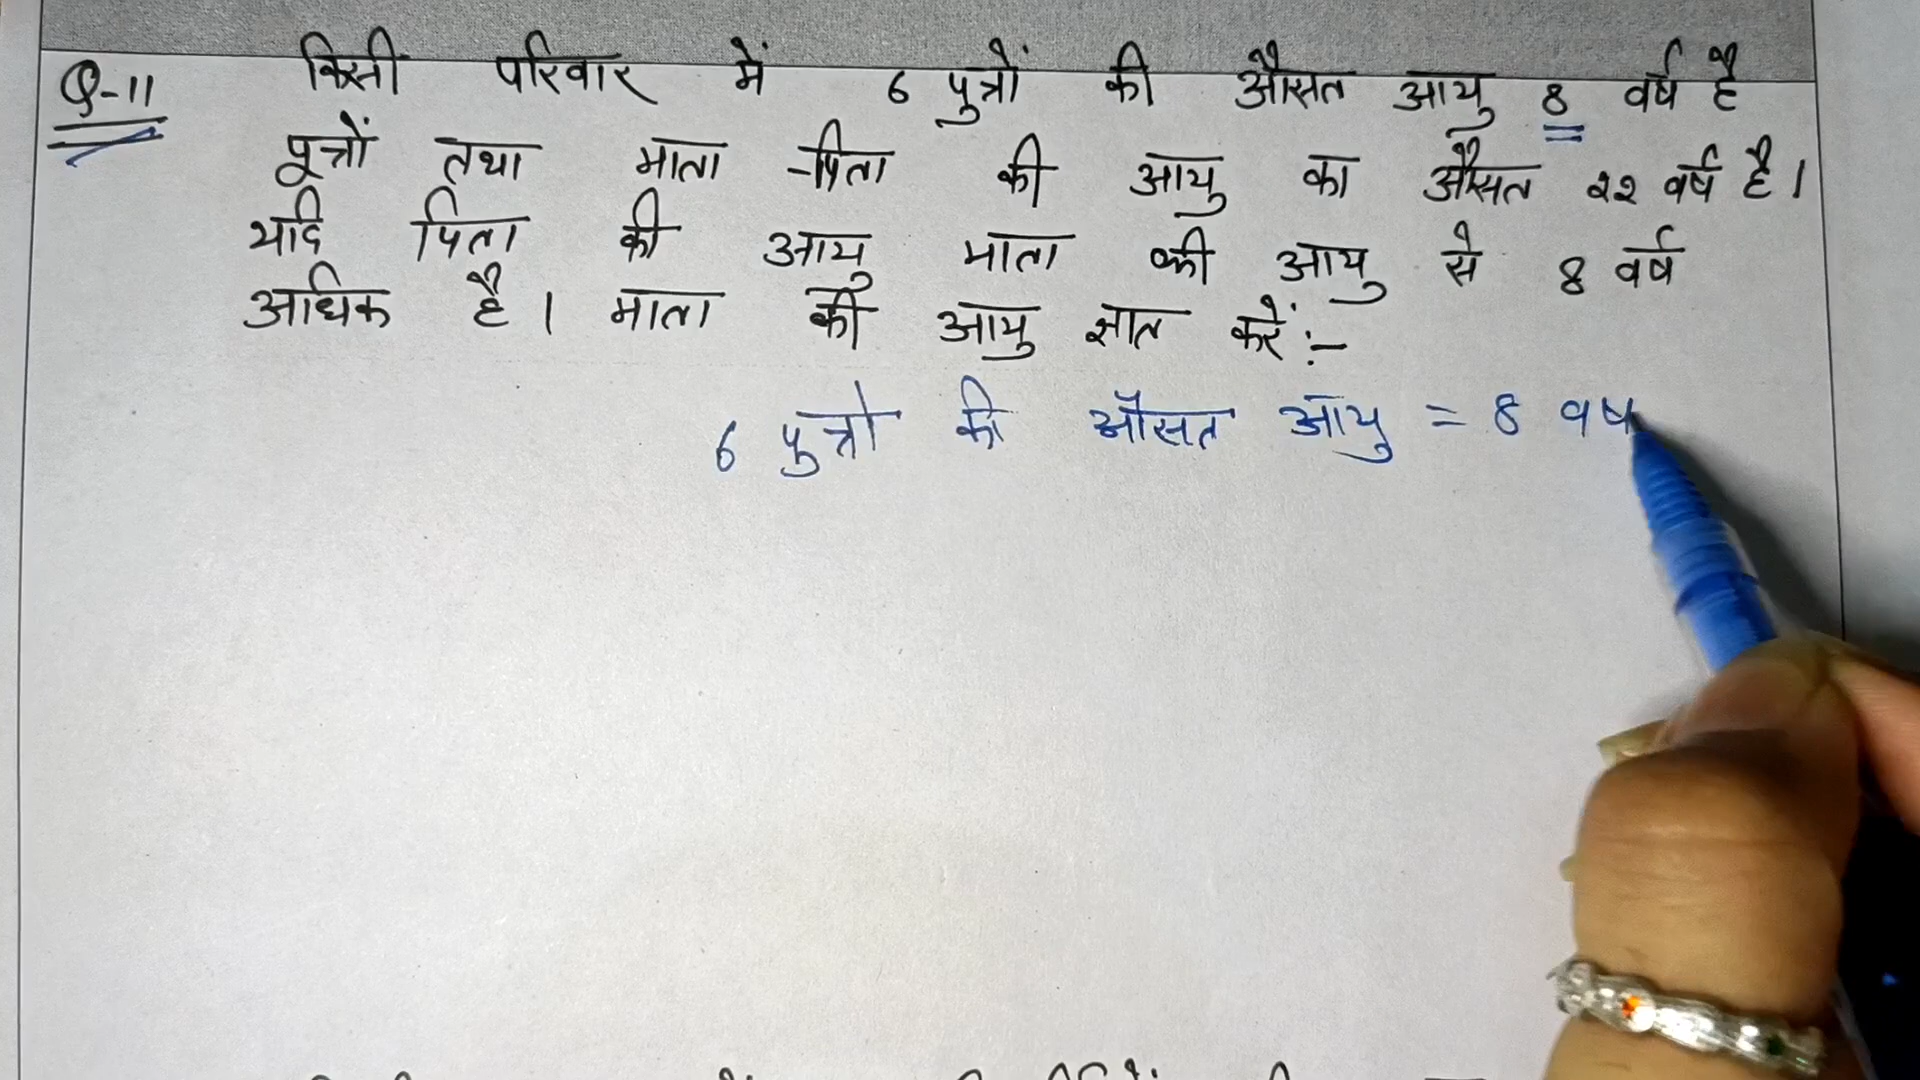 Q-11 किसी परिवार में 6 पुत्रों की औसत आयु 8 वर्ष है
पूत्रों तथा माता -पिता की आयु का औसत 22 वर्ष है।
यदि पिता की आयु माता की आयु से 8 वर्ष
अधिक है। माता की आयु ज्ञात करें:-
6 पुत्रो की औसत आयु = 8 वष